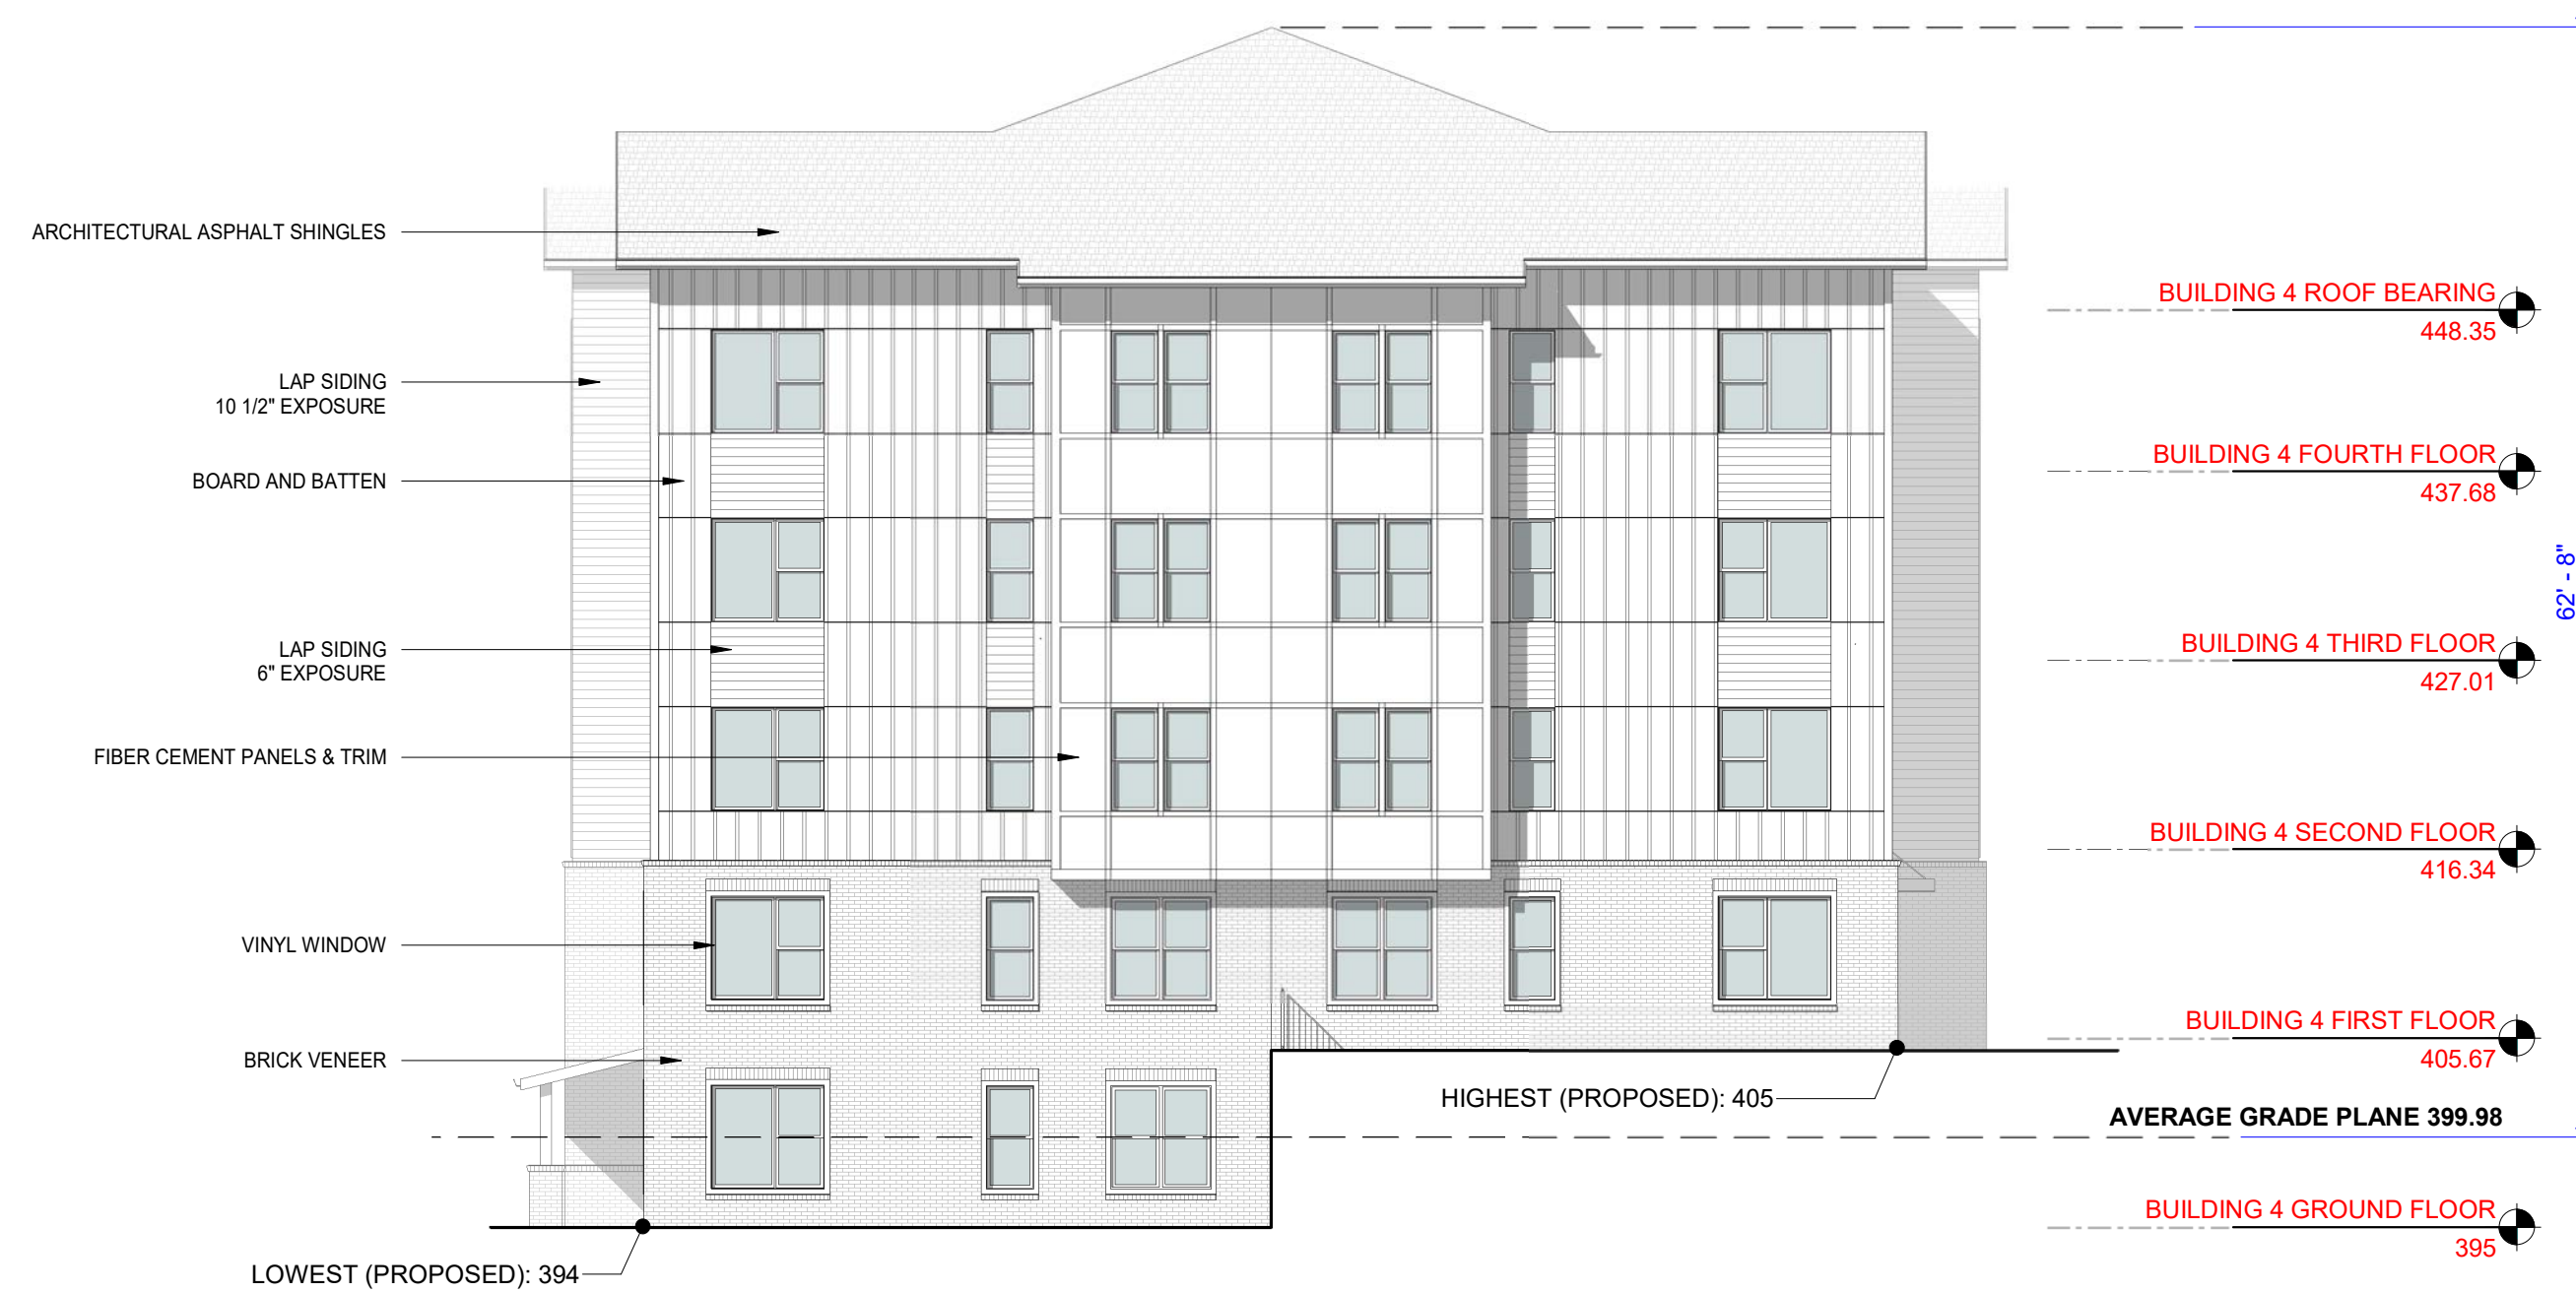 ARCHITECTURAL ASPHALT SHINGLES
LAP SIDING
10 1/2" EXPOSURE
BOARD AND BATTEN
LAP SIDING
6" EXPOSURE
FIBER CEMENT PANELS & TRIM
VINYL WINDOW
BRICK VENEER
LOWEST (PROPOSED): 394
HIGHEST (PROPOSED): 405
BUILDING 4 ROOF BEARING
448.35
BUILDING 4 FOURTH FLOOR
437.68
62' - 8"
BUILDING 4 THIRD FLOOR
427.01
BUILDING 4 SECOND FLOOR
416.34
BUILDING 4 FIRST FLOOR
405.67
AVERAGE GRADE PLANE 399.98
BUILDING 4 GROUND FLOOR
395